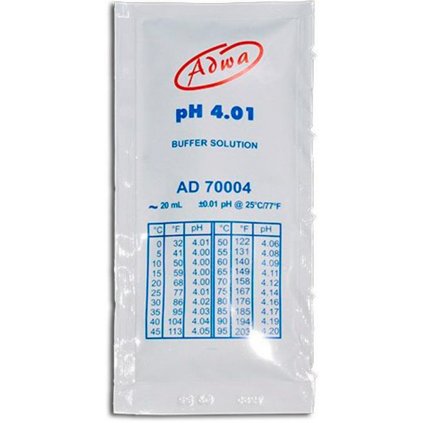 Adwa
pH 4.01
BUFFER SOLUTION
AD 70004
~ 20 mL ±0.01 pH @ 25°C/77°F
°C °F pH °C °F pH
0 32 4.01 50 122 4.06
5 41 4.00 55 131 4.08
10 50 4.00 60 140 4.09
15 59 4.00 65 149 4.11
20 68 4.00 70 158 4.12
25 77 4.01 75 167 4.14
30 86 4.02 80 176 4.16
35 95 4.03 85 185 4.17
40 104 4.04 90 194 4.19
45 113 4.05 95 203 4.20